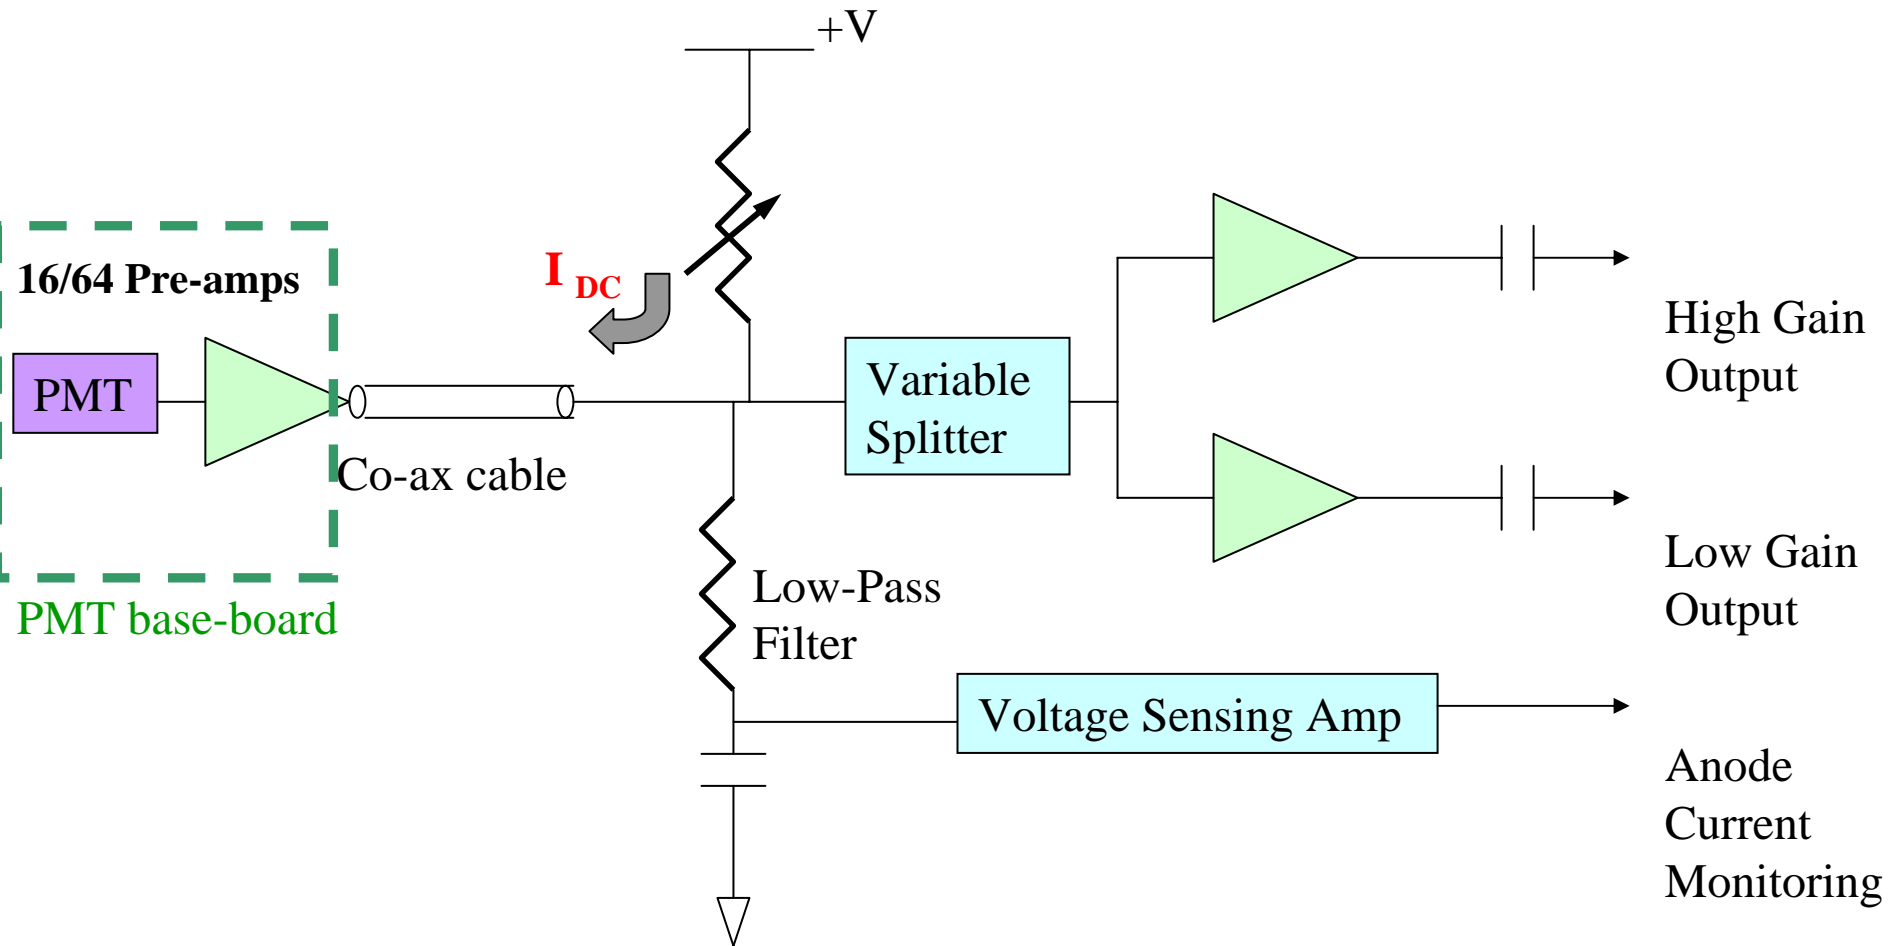 +V
I DC
16/64 Pre-amps
PMT
Co-ax cable
PMT base-board
Variable
Splitter
High Gain
Output
Low Gain
Output
Low-Pass
Filter
Voltage Sensing Amp
Anode
Current
Monitoring